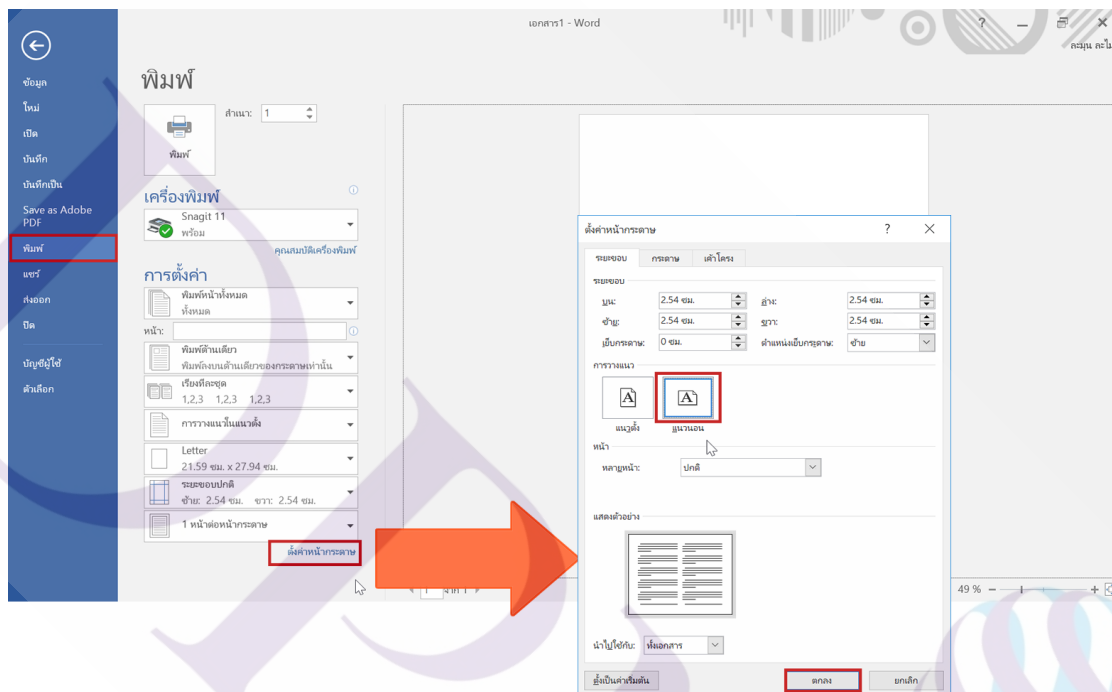 เอกสาร1 - Word
?
ข้อมูล
ใหม่
เปิด
บันทึก
บันทึกเป็น
Save as Adobe
PDF
พิมพ์
แชร์
ส่งออก
ปิด
บัญชีผู้ใช้
ตัวเลือก
พิมพ์
สำเนา: 1
พิมพ์
เครื่องพิมพ์
Snagit 11
พร้อม
คุณสมบัติเครื่องพิมพ์
การตั้งค่า
พิมพ์หน้าทั้งหมด
ทั้งหมด
หน้า:
พิมพ์ด้านเดียว
พิมพ์ลงบนด้านเดียวของกระดาษเท่านั้น
เรียงทีละชุด
1,2,3 1,2,3 1,2,3
การวางแนวในแนวตั้ง
Letter
21.59 ซม. x 27.94 ซม.
ระยะขอบปกติ
ซ้าย: 2.54 ซม. ขวา: 2.54 ซม.
1 หน้าต่อหน้ากระดาษ
ตั้งค่าหน้ากระดาษ
49 %
ตั้งค่าหน้ากระดาษ ?
ระยะขอบ กระดาษ เค้าโครง
ระยะขอบ
บน: 2.54 ซม. ล่าง: 2.54 ซม.
ซ้าย: 2.54 ซม. ขวา: 2.54 ซม.
เย็บกระดาษ: 0 ซม. ตำแหน่งเย็บกระดาษ: ซ้าย
การวางแนว
A A
แนวตั้ง แนวนอน
หน้า
หลายหน้า: ปกติ
แสดงตัวอย่าง
นำไปใช้กับ: ทั้งเอกสาร
ตั้งเป็นค่าเริ่มต้น ตกลง ยกเลิก